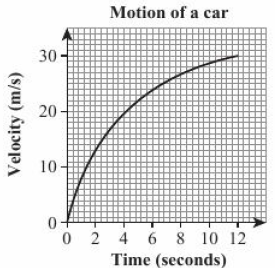 Motion of a car
Velocity (m/s)
30
20
10
0
0 2 4 6 8 10 12
Time (seconds)